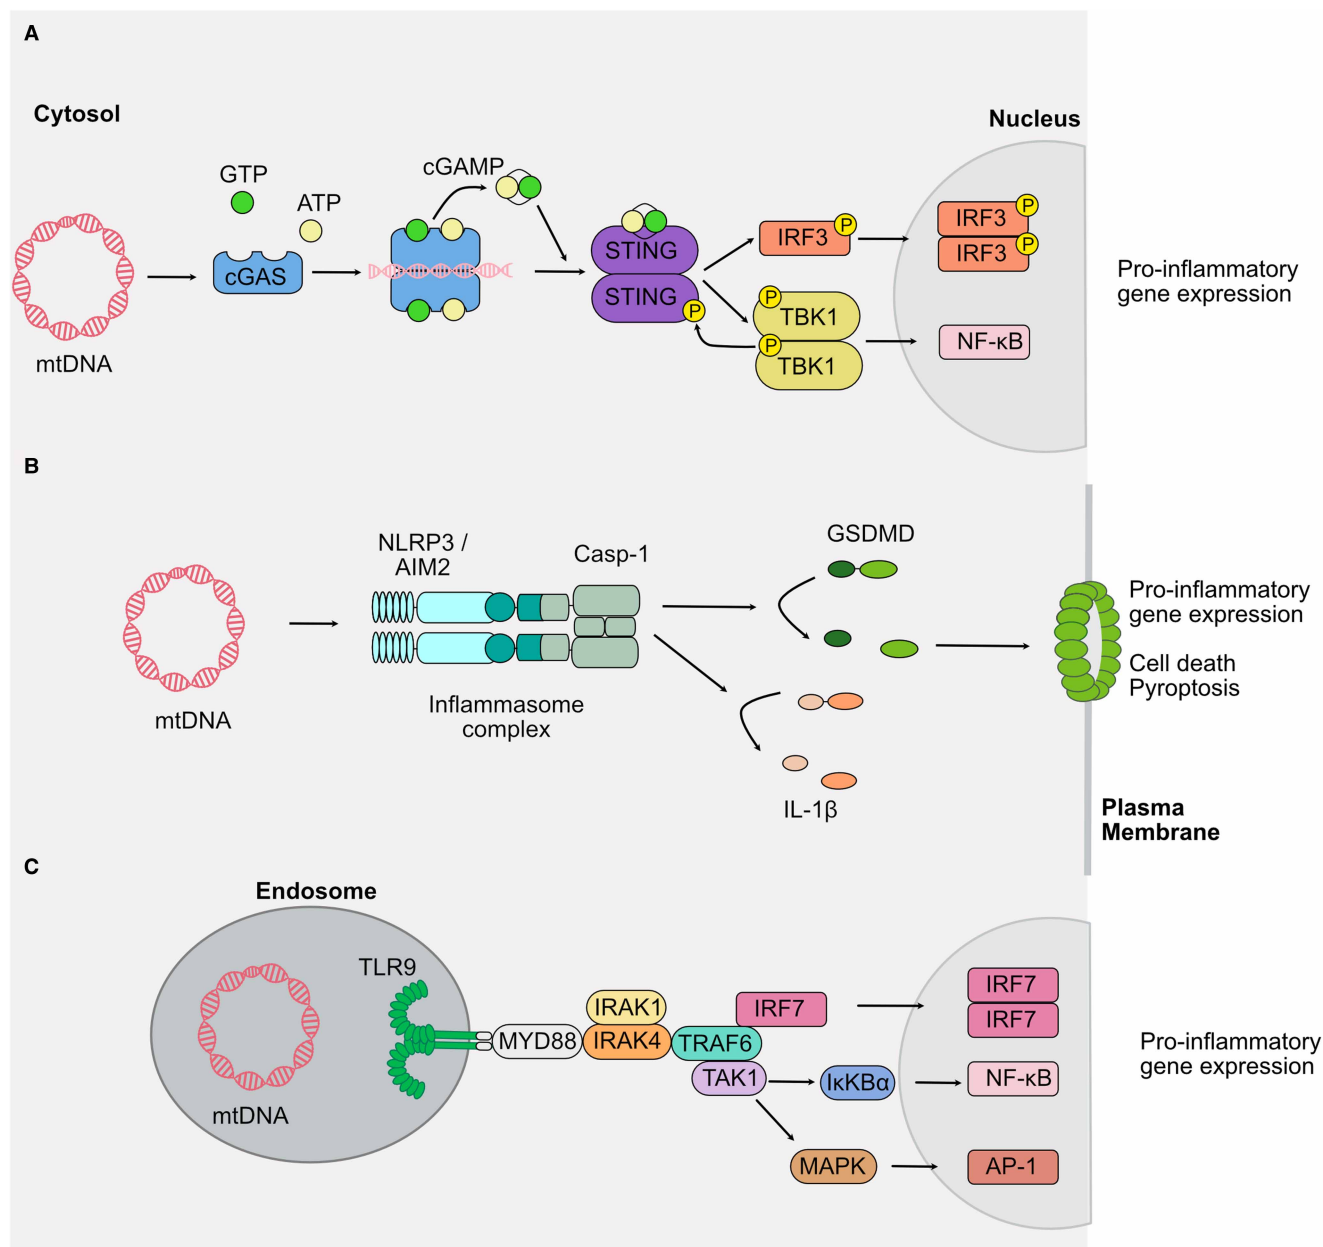 A
Cytosol
Nucleus
GTP
ATP
cGAMP
cGAS
mtDNA
STING
STING
P
IRF3
P
P
TBK1
P
TBK1
IRF3
P
IRF3
P
NF-κB
Pro-inflammatory
gene expression
B
mtDNA
NLRP3 /
AIM2
Casp-1
Inflammasome
complex
GSDMD
IL-1β
Pro-inflammatory
gene expression
Cell death
Pyroptosis
Plasma
Membrane
C
Endosome
TLR9
mtDNA
MYD88
IRAK1
IRAK4
TRAF6
TAK1
IRF7
IκKBα
MAPK
IRF7
IRF7
NF-κB
AP-1
Pro-inflammatory
gene expression